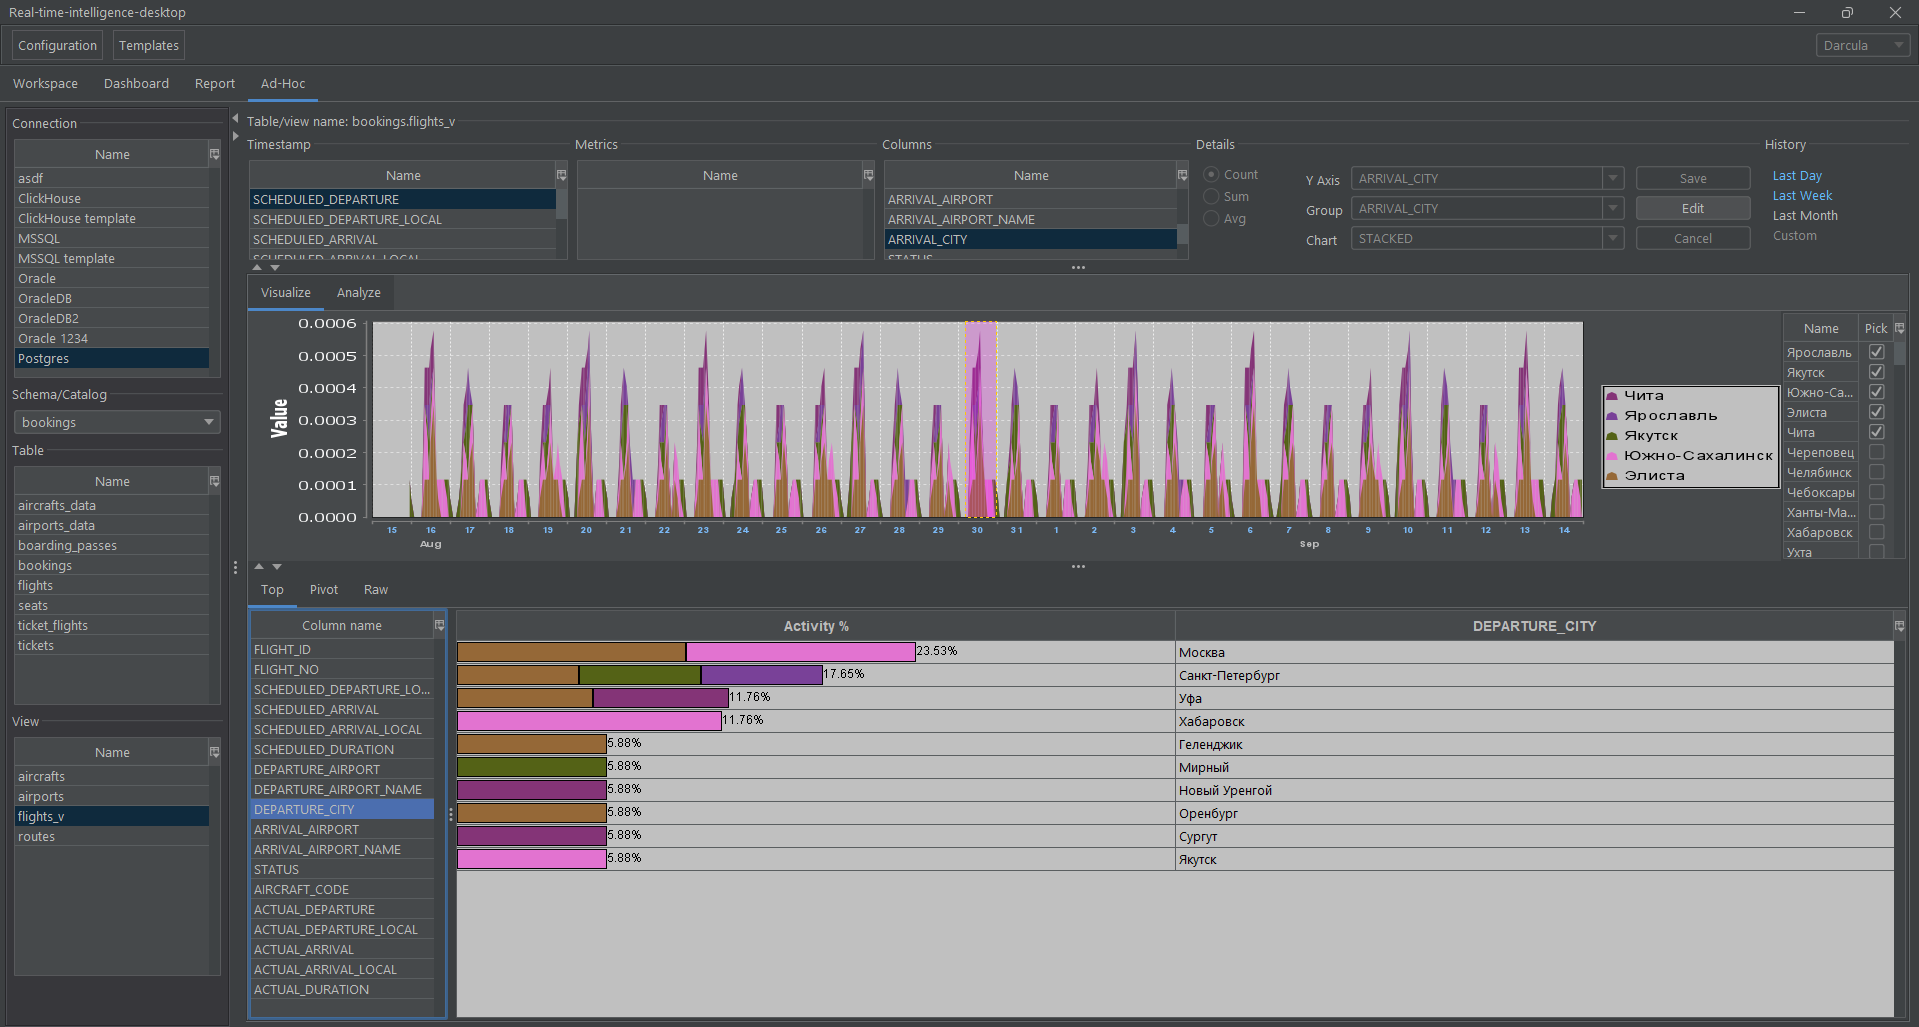 Real-time-intelligence-desktop
Configuration Templates
Darcula
Workspace Dashboard Report Ad-Hoc
Connection
Name
asdf
ClickHouse
ClickHouse template
MSSQL
MSSQL template
Oracle
OracleDB
OracleDB2
Oracle 1234
Postgres
Schema/Catalog
bookings
Table
Name
aircrafts_data
airports_data
boarding_passes
bookings
flights
seats
ticket_flights
tickets
View
Name
aircrafts
airports
flights_v
routes
Table/view name: bookings.flights_v
Timestamp
Name
SCHEDULED_DEPARTURE
SCHEDULED_DEPARTURE_LOCAL
SCHEDULED_ARRIVAL
SCHEDULED_ARRIVAL_LOCAL
Metrics
Name
Columns
Name
ARRIVAL_AIRPORT
ARRIVAL_AIRPORT_NAME
ARRIVAL_CITY
STATUS
Details
Count
Sum
Avg
Y Axis ARRIVAL_CITY
Group ARRIVAL_CITY
Chart STACKED
Save
Edit
Cancel
History
Last Day
Last Week
Last Month
Custom
Visualize Analyze
Value
0.0006
0.0005
0.0004
0.0003
0.0002
0.0001
0.0000
15 16 17 18 19 20 21 22 23 24 25 26 27 28 29 30 31 1 2 3 4 5 6 7 8 9 10 11 12 13 14
Aug Sep
Чита
Ярославль
Якутск
Южно-Сахалинск
Элиста
Name Pick
Ярославль
Якутск
Южно-Са...
Элиста
Чита
Череповец
Челябинск
Чебоксары
Ханты-Ма...
Хабаровск
Ухта
Top Pivot Raw
Column name
FLIGHT_ID
FLIGHT_NO
SCHEDULED_DEPARTURE_LO...
SCHEDULED_ARRIVAL
SCHEDULED_ARRIVAL_LOCAL
SCHEDULED_DURATION
DEPARTURE_AIRPORT
DEPARTURE_AIRPORT_NAME
DEPARTURE_CITY
ARRIVAL_AIRPORT
ARRIVAL_AIRPORT_NAME
STATUS
AIRCRAFT_CODE
ACTUAL_DEPARTURE
ACTUAL_DEPARTURE_LOCAL
ACTUAL_ARRIVAL
ACTUAL_ARRIVAL_LOCAL
ACTUAL_DURATION
Activity % DEPARTURE_CITY
23.53% Москва
17.65% Санкт-Петербург
11.76% Уфа
11.76% Хабаровск
5.88% Геленджик
5.88% Мирный
5.88% Новый Уренгой
5.88% Оренбург
5.88% Сургут
5.88% Якутск